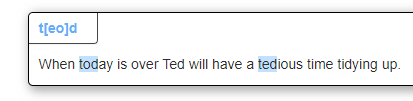 t[eo]d
When today is over Ted will have a tedious time tidying up.